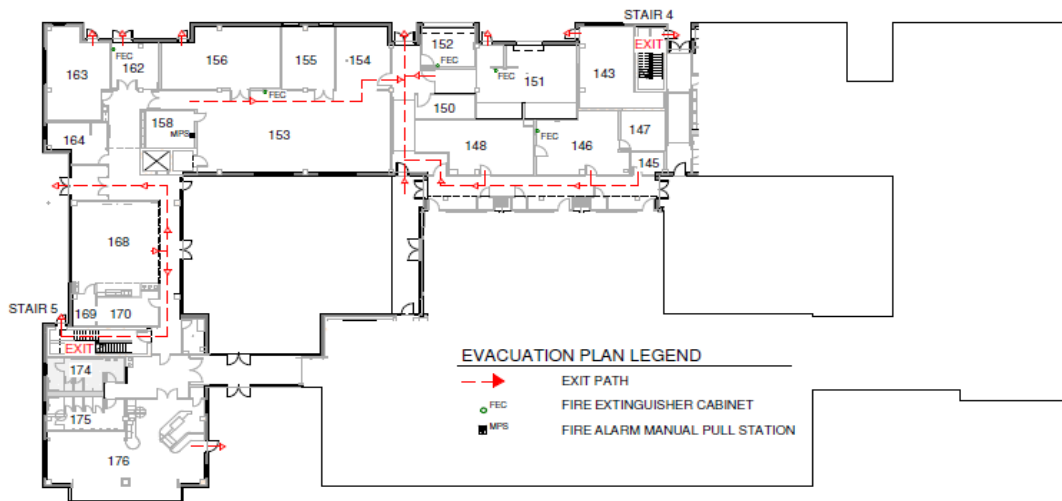 STAIR 4
163
FEC
162
156
155
154
152
FEC
FEC
151
143
EXIT
FEC
150
158
MPS
153
148
FEC
146
147
164
145
168
STAIR 5
169
170
EXIT
174
175
176
EVACUATION PLAN LEGEND
EXIT PATH
FEC FIRE EXTINGUISHER CABINET
MPS FIRE ALARM MANUAL PULL STATION